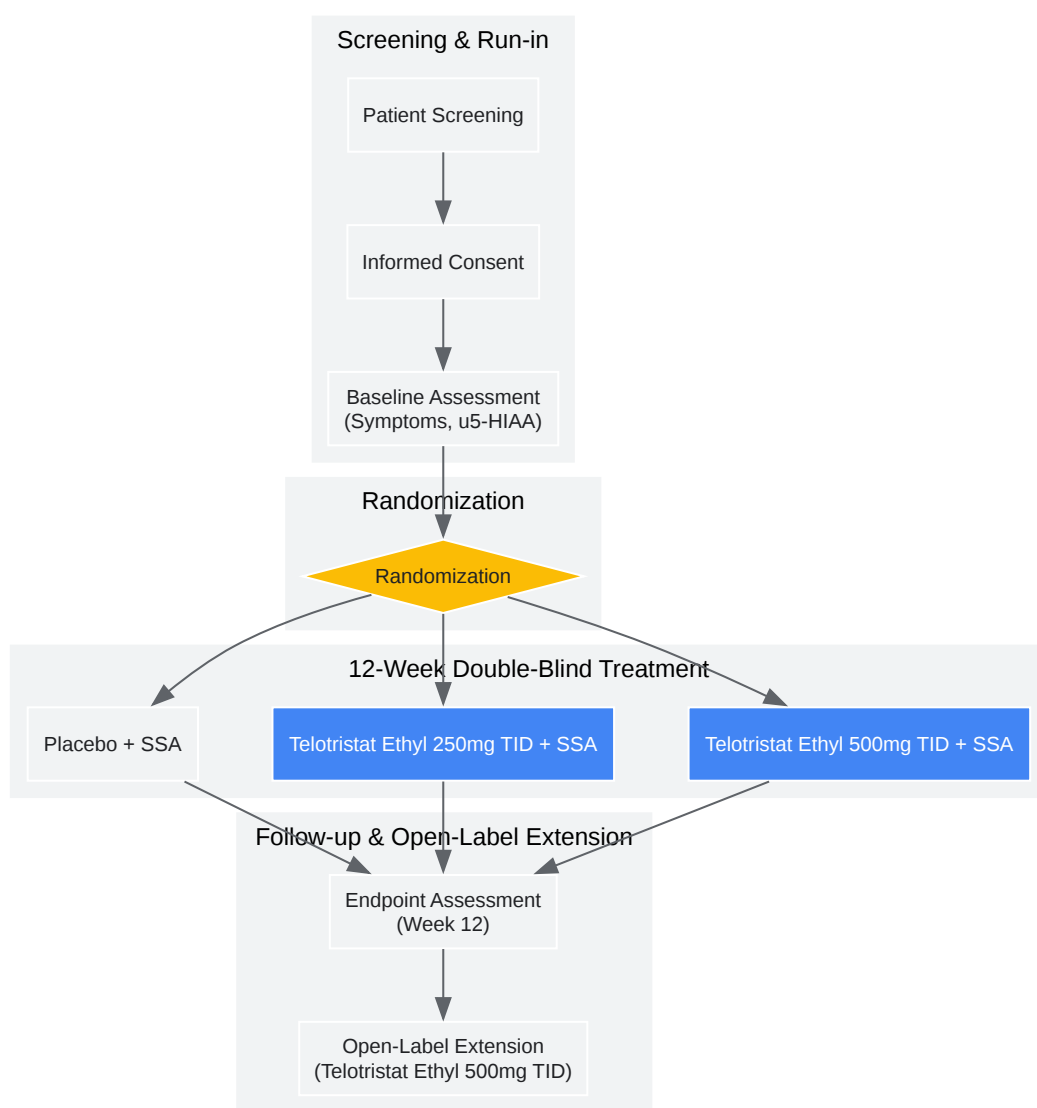 Screening & Run-in
Patient Screening
Informed Consent
Baseline Assessment
(Symptoms, u5-HIAA)
Randomization
Randomization
12-Week Double-Blind Treatment
Placebo + SSA
Telotristat Ethyl 250mg TID + SSA
Telotristat Ethyl 500mg TID + SSA
Follow-up & Open-Label Extension
Endpoint Assessment
(Week 12)
Open-Label Extension
(Telotristat Ethyl 500mg TID)